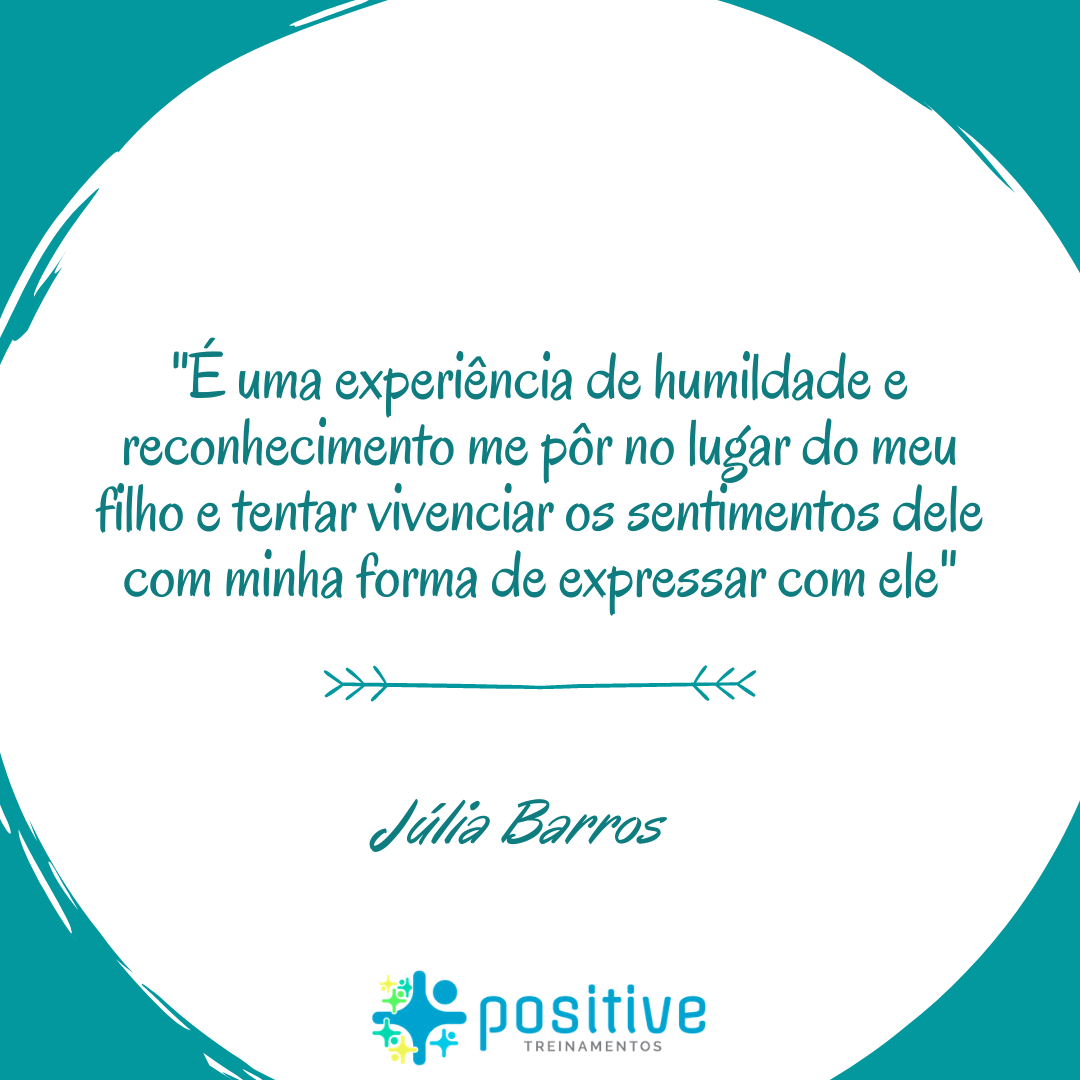 "É uma experiência de humildade e
reconhecimento me pôr no lugar do meu
filho e tentar vivenciar os sentimentos dele
com minha forma de expressar com ele"
Júlia Barros
positive
TREINAMENTOS